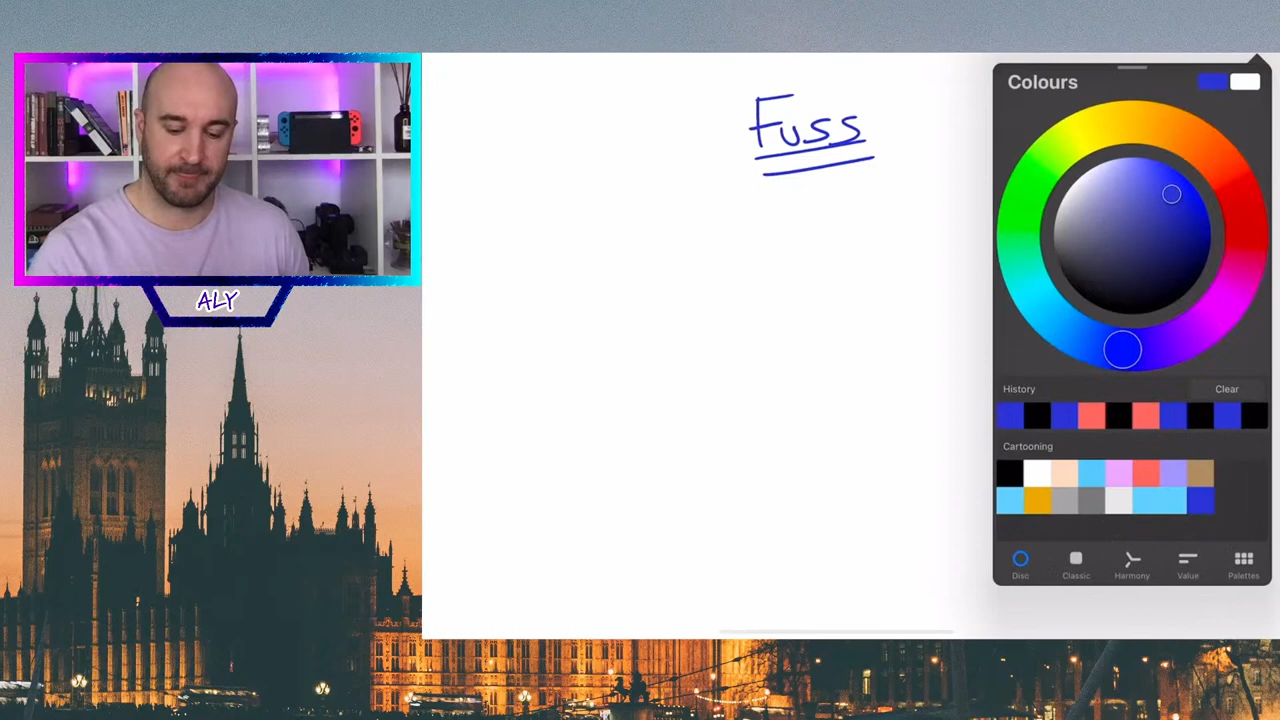 Fuss
Colours
ALY
History
Clear
Cartooning
Disc
Classic
Harmony
Value
Palettes